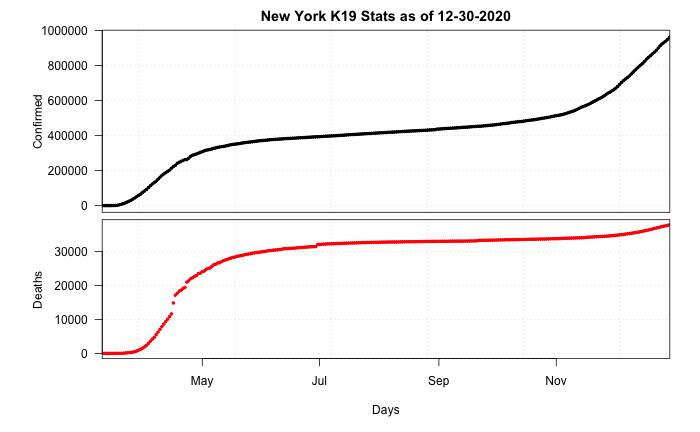 New York K19 Stats as of 12-30-2020
1000000
800000
600000
400000
200000
0
Confirmed
30000
20000
10000
0
Deaths
May Jul Sep Nov
Days